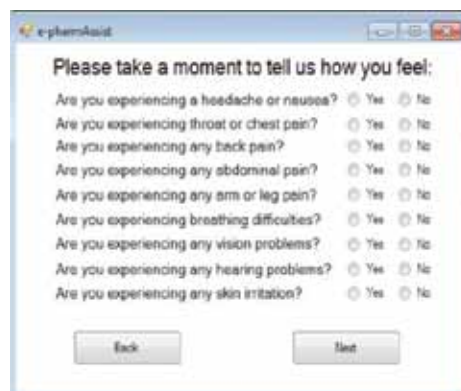 e-pharmAssist
Please take a moment to tell us how you feel:
Are you experiencing a headache or nausea? Yes No
Are you experiencing throat or chest pain? Yes No
Are you experiencing any back pain? Yes No
Are you experiencing any abdominal pain? Yes No
Are you experiencing any arm or leg pain? Yes No
Are you experiencing breathing difficulties? Yes No
Are you experiencing any vision problems? Yes No
Are you experiencing any hearing problems? Yes No
Are you experiencing any skin irritation? Yes No
Back Next